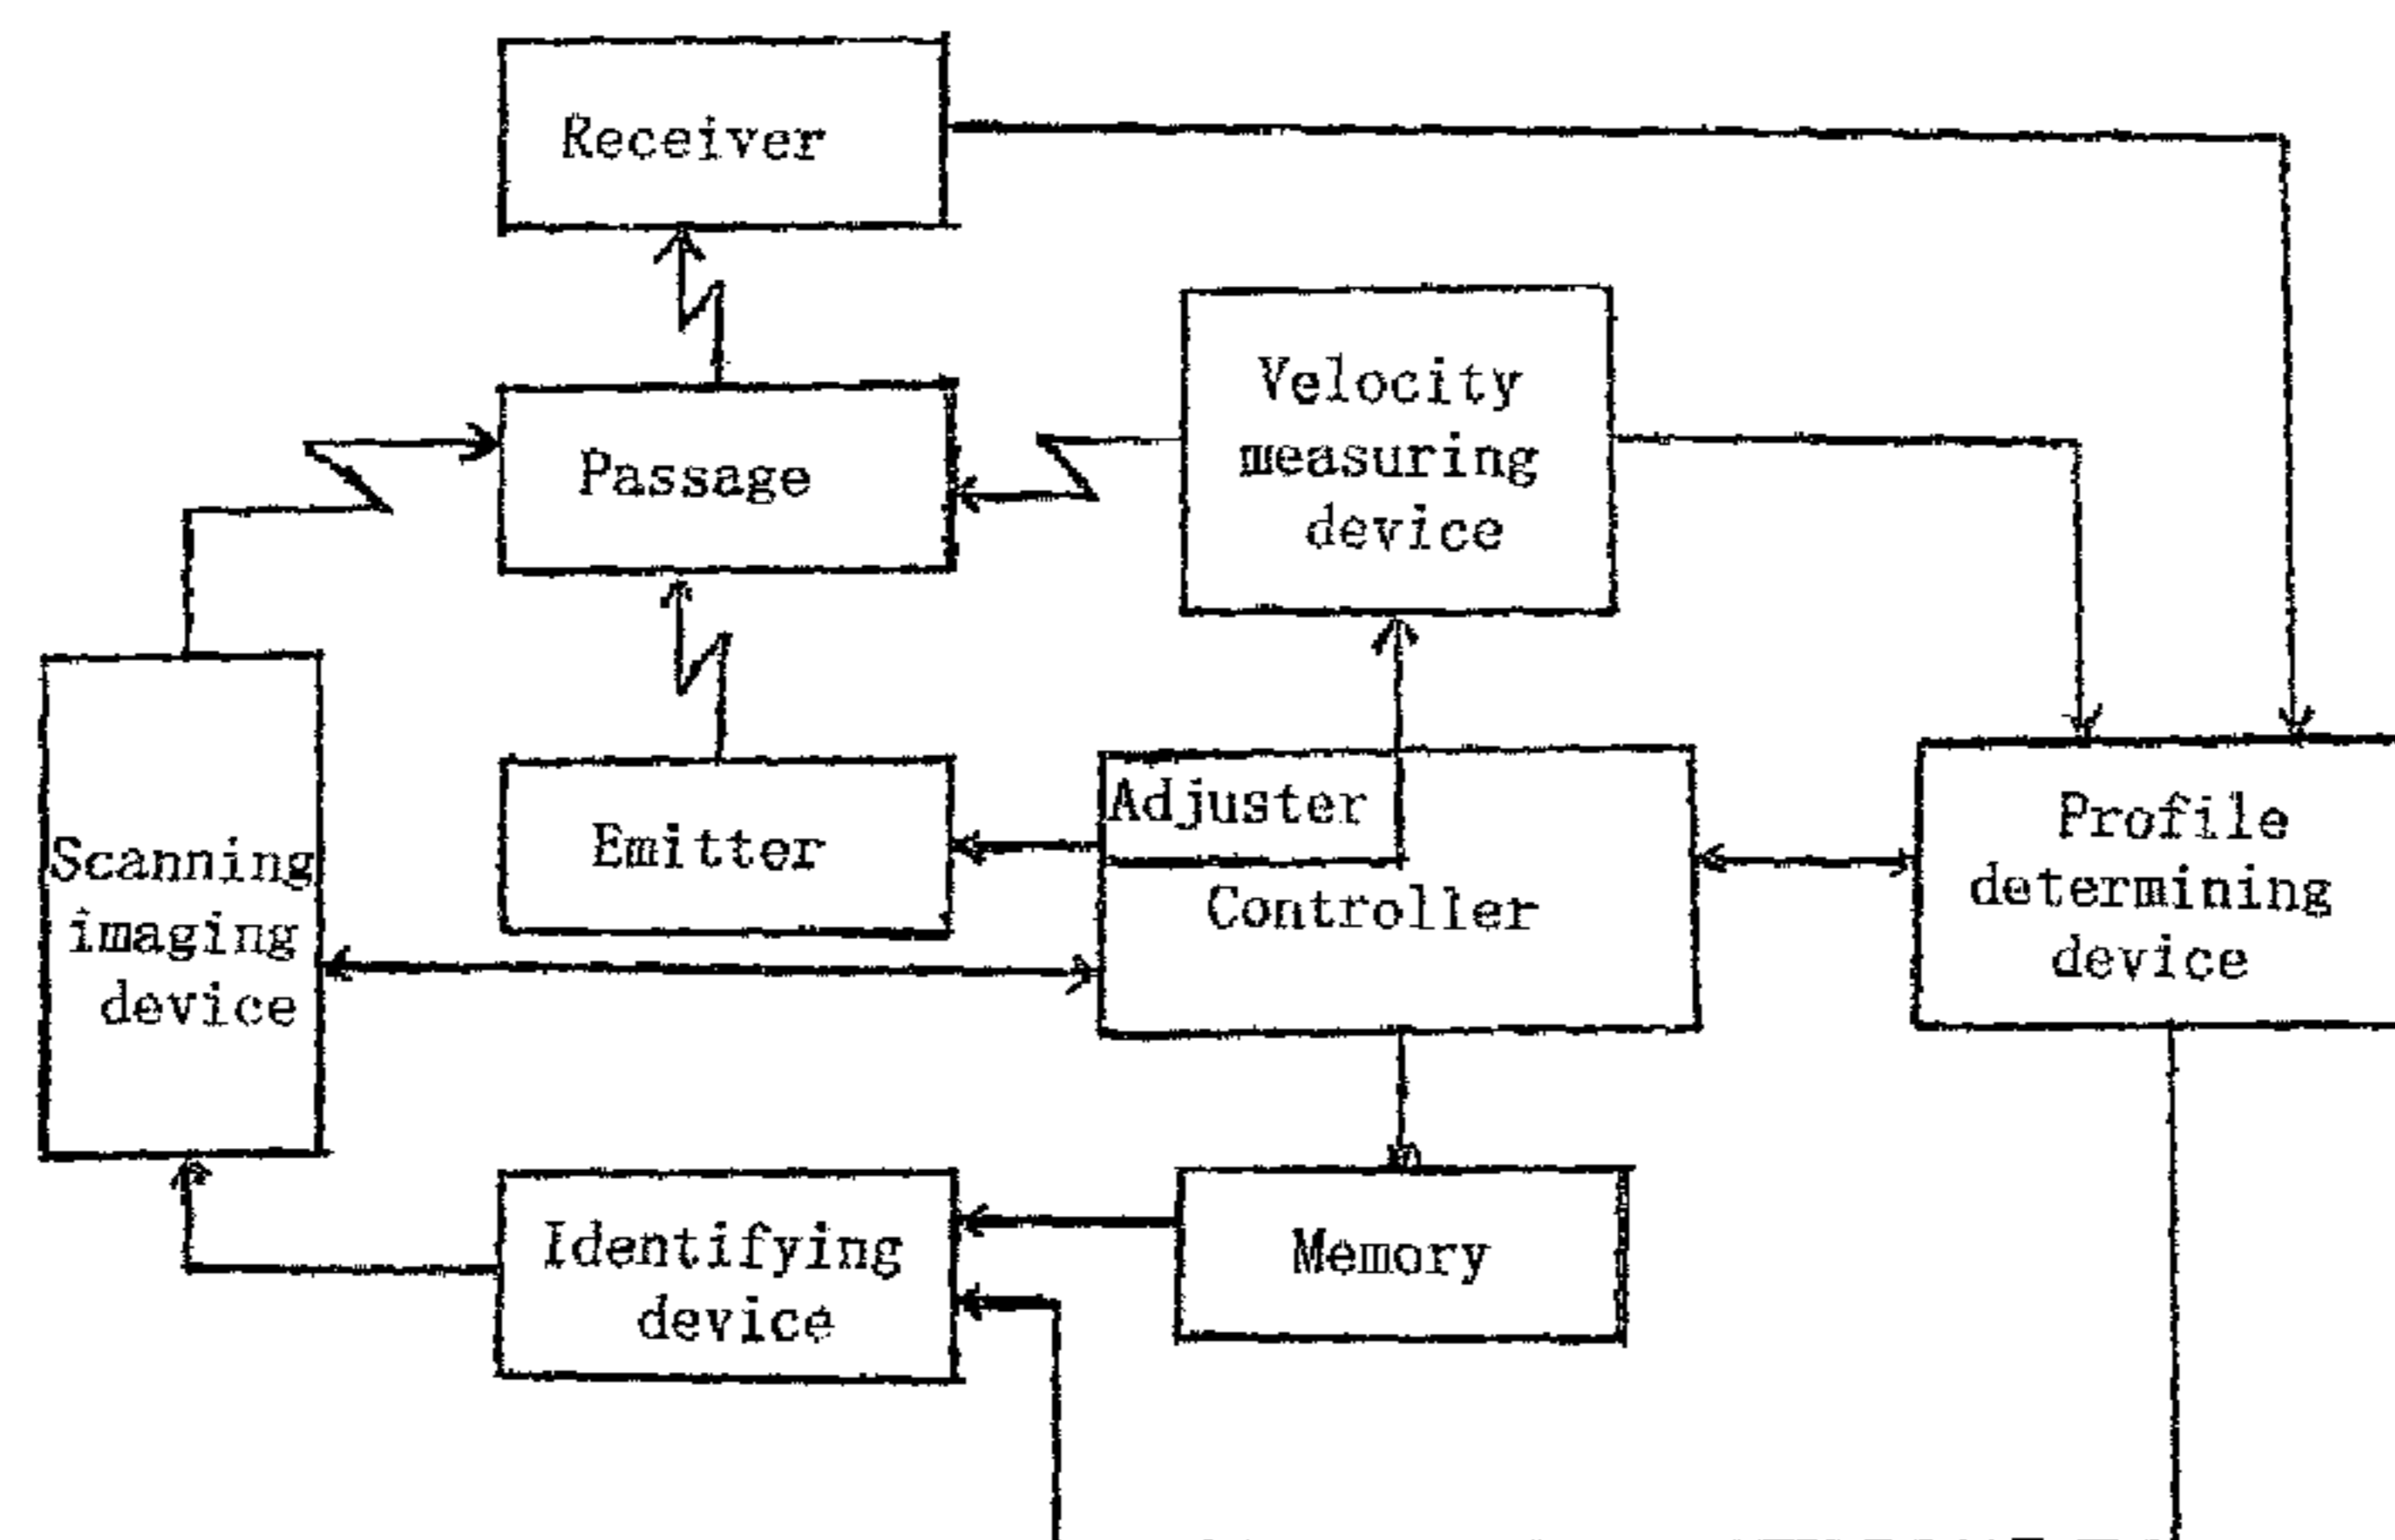 Receiver
Velocity
measuring
device
Passage
Adjuster
Emitter
Controller
Profile
determining
device
Scanning
imaging
device
Identifying
device
Memory